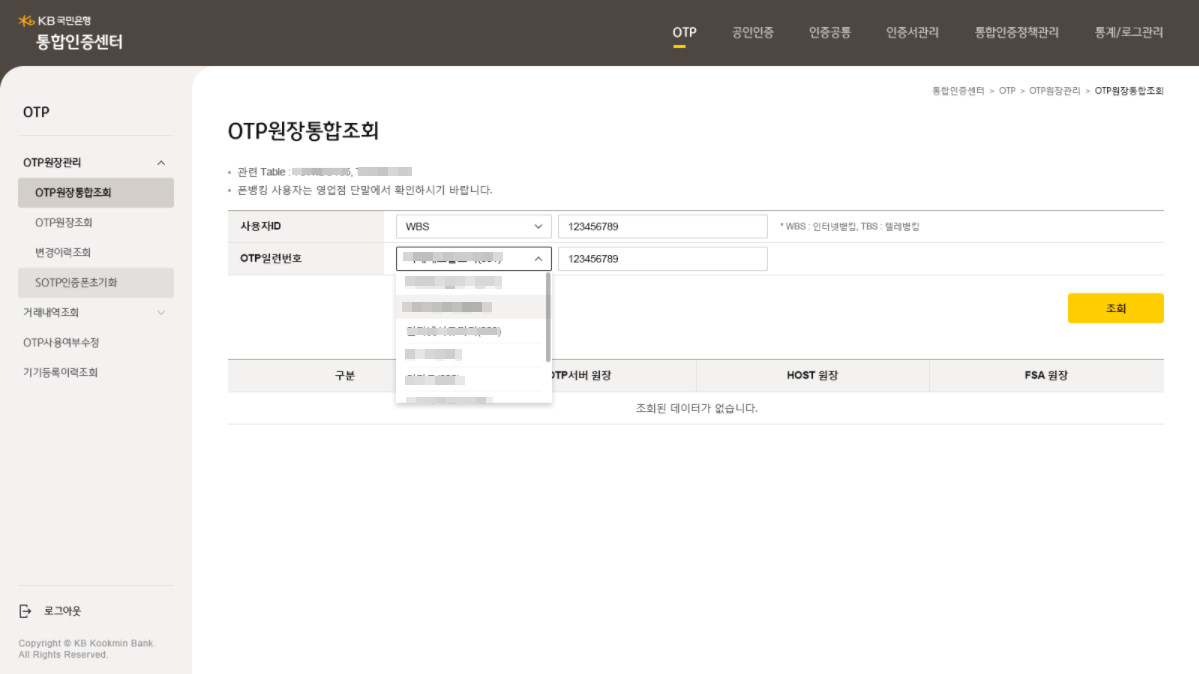 KB 국민은행
통합인증센터
OTP 공인인증 인증공통 인증서관리 통합인증정책관리 통계/로그관리
통합인증센터 > OTP > OTP원장관리 > OTP원장통합조회
OTP
OTP원장관리
OTP원장통합조회
OTP원장조회
변경이력조회
SOTP인증폰초기화
거래내역조회
OTP사용여부수정
기기등록이력조회
로그아웃
Copyright © KB Kookmin Bank.
All Rights Reserved.
OTP원장통합조회
• 관련 Table :
• 폰뱅킹 사용자는 영업점 단말에서 확인하시기 바랍니다.
사용자ID WBS 123456789 * WBS : 인터넷뱅킹, TBS : 텔레뱅킹
OTP일련번호 123456789
조회
구분 OTP서버 원장 HOST 원장 FSA 원장
조회된 데이터가 없습니다.